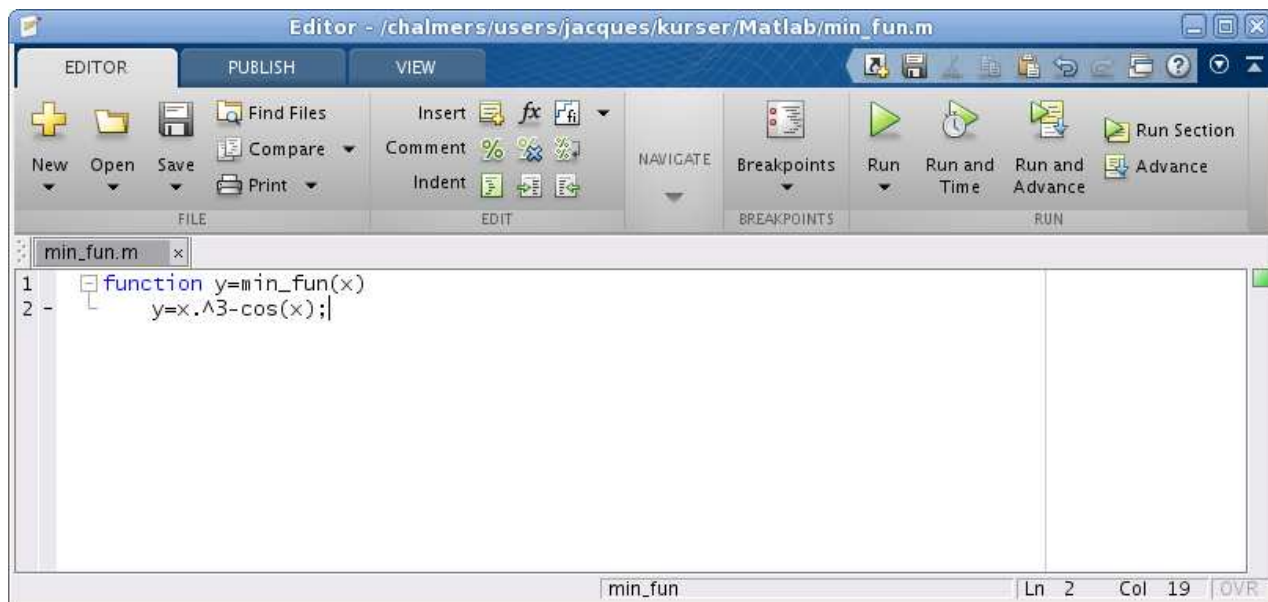 Editor - /chalmers/users/jacques/kurser/Matlab/min_fun.m
EDITOR PUBLISH VIEW
New Open Save
Find Files
Compare
Print
FILE
Insert fx fi
Comment % % %
Indent
EDIT
NAVIGATE
Breakpoints
BREAKPOINTS
Run
Run and Time
Run and Advance
Run Section
Advance
RUN
min_fun.m ×
1 function y=min_fun(x)
2 - y=x.^3-cos(x);
min_fun Ln 2 Col 19 OVR